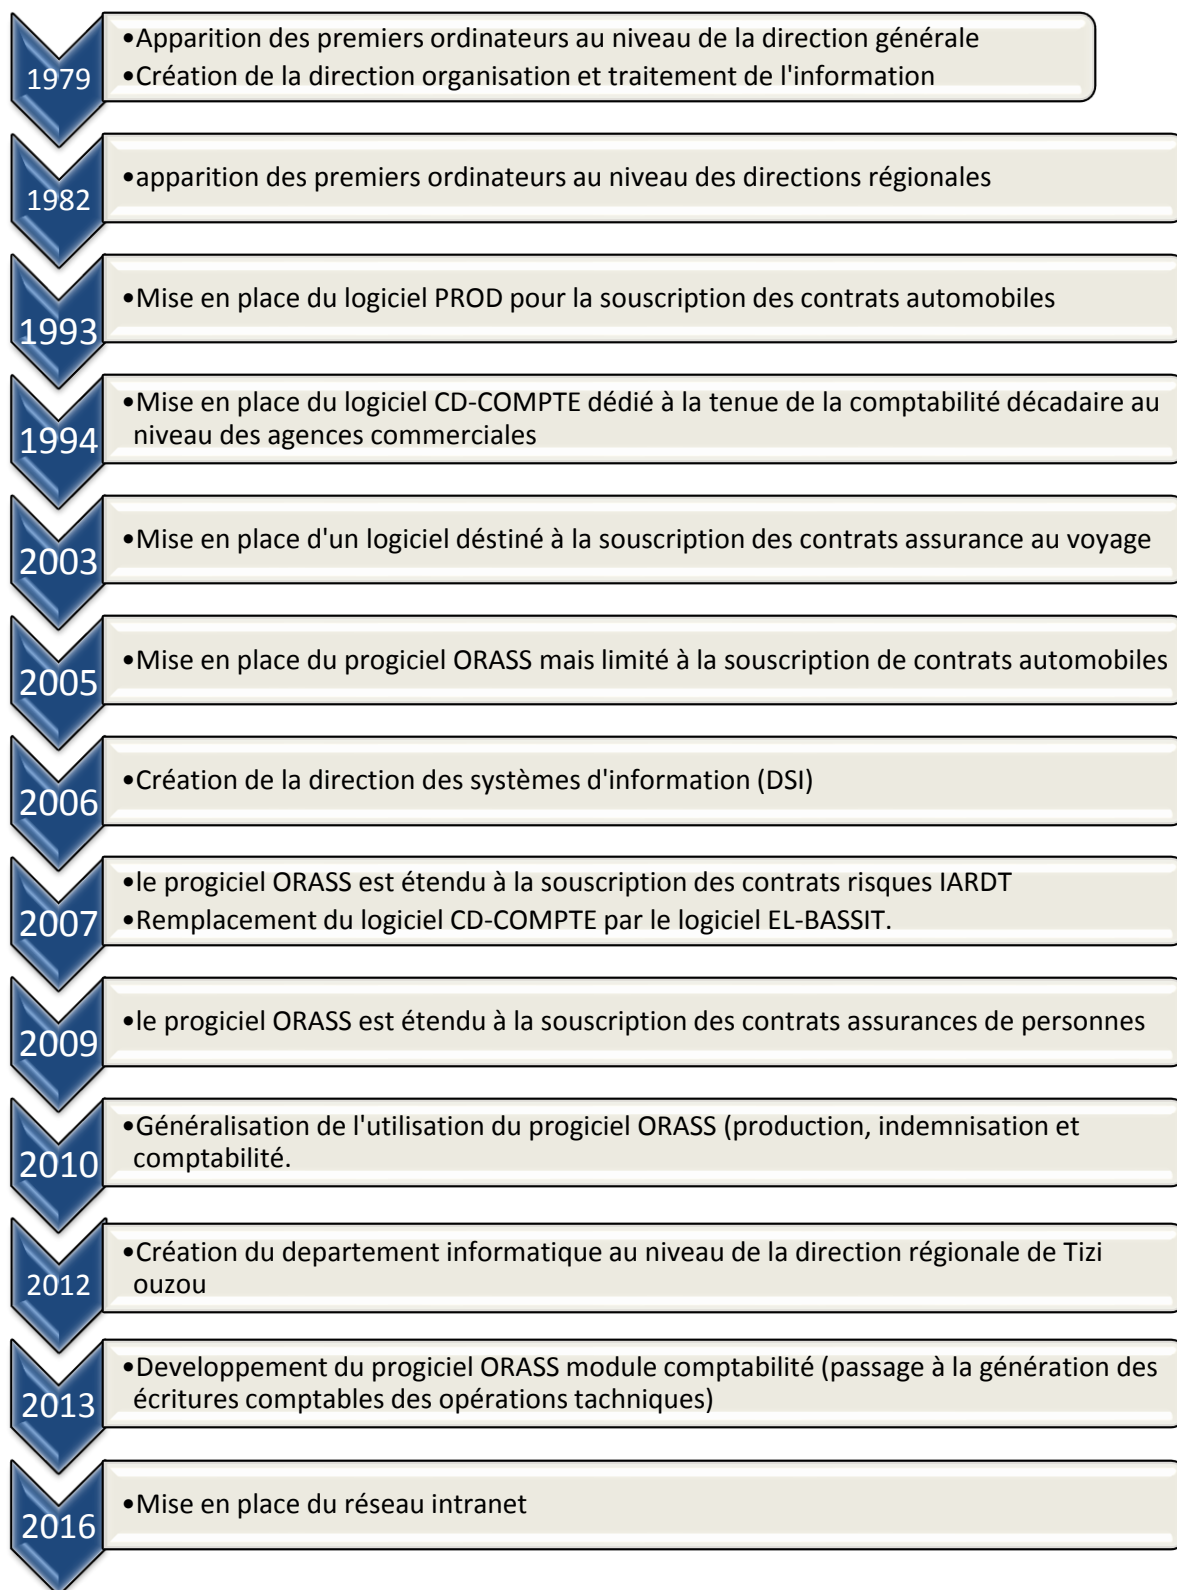 1979
•Apparition des premiers ordinateurs au niveau de la direction générale
•Création de la direction organisation et traitement de l'information
1982
•apparition des premiers ordinateurs au niveau des directions régionales
1993
•Mise en place du logiciel PROD pour la souscription des contrats automobiles
1994
•Mise en place du logiciel CD-COMPTE dédié à la tenue de la comptabilité décadaire au
niveau des agences commerciales
2003
•Mise en place d'un logiciel déstiné à la souscription des contrats assurance au voyage
2005
•Mise en place du progiciel ORASS mais limité à la souscription de contrats automobiles
2006
•Création de la direction des systèmes d'information (DSI)
2007
•le progiciel ORASS est étendu à la souscription des contrats risques IARDT
•Remplacement du logiciel CD-COMPTE par le logiciel EL-BASSIT.
2009
•le progiciel ORASS est étendu à la souscription des contrats assurances de personnes
2010
•Généralisation de l'utilisation du progiciel ORASS (production, indemnisation et
comptabilité.
2012
•Création du departement informatique au niveau de la direction régionale de Tizi
ouzou
2013
•Developpement du progiciel ORASS module comptabilité (passage à la génération des
écritures comptables des opérations tachniques)
2016
•Mise en place du réseau intranet